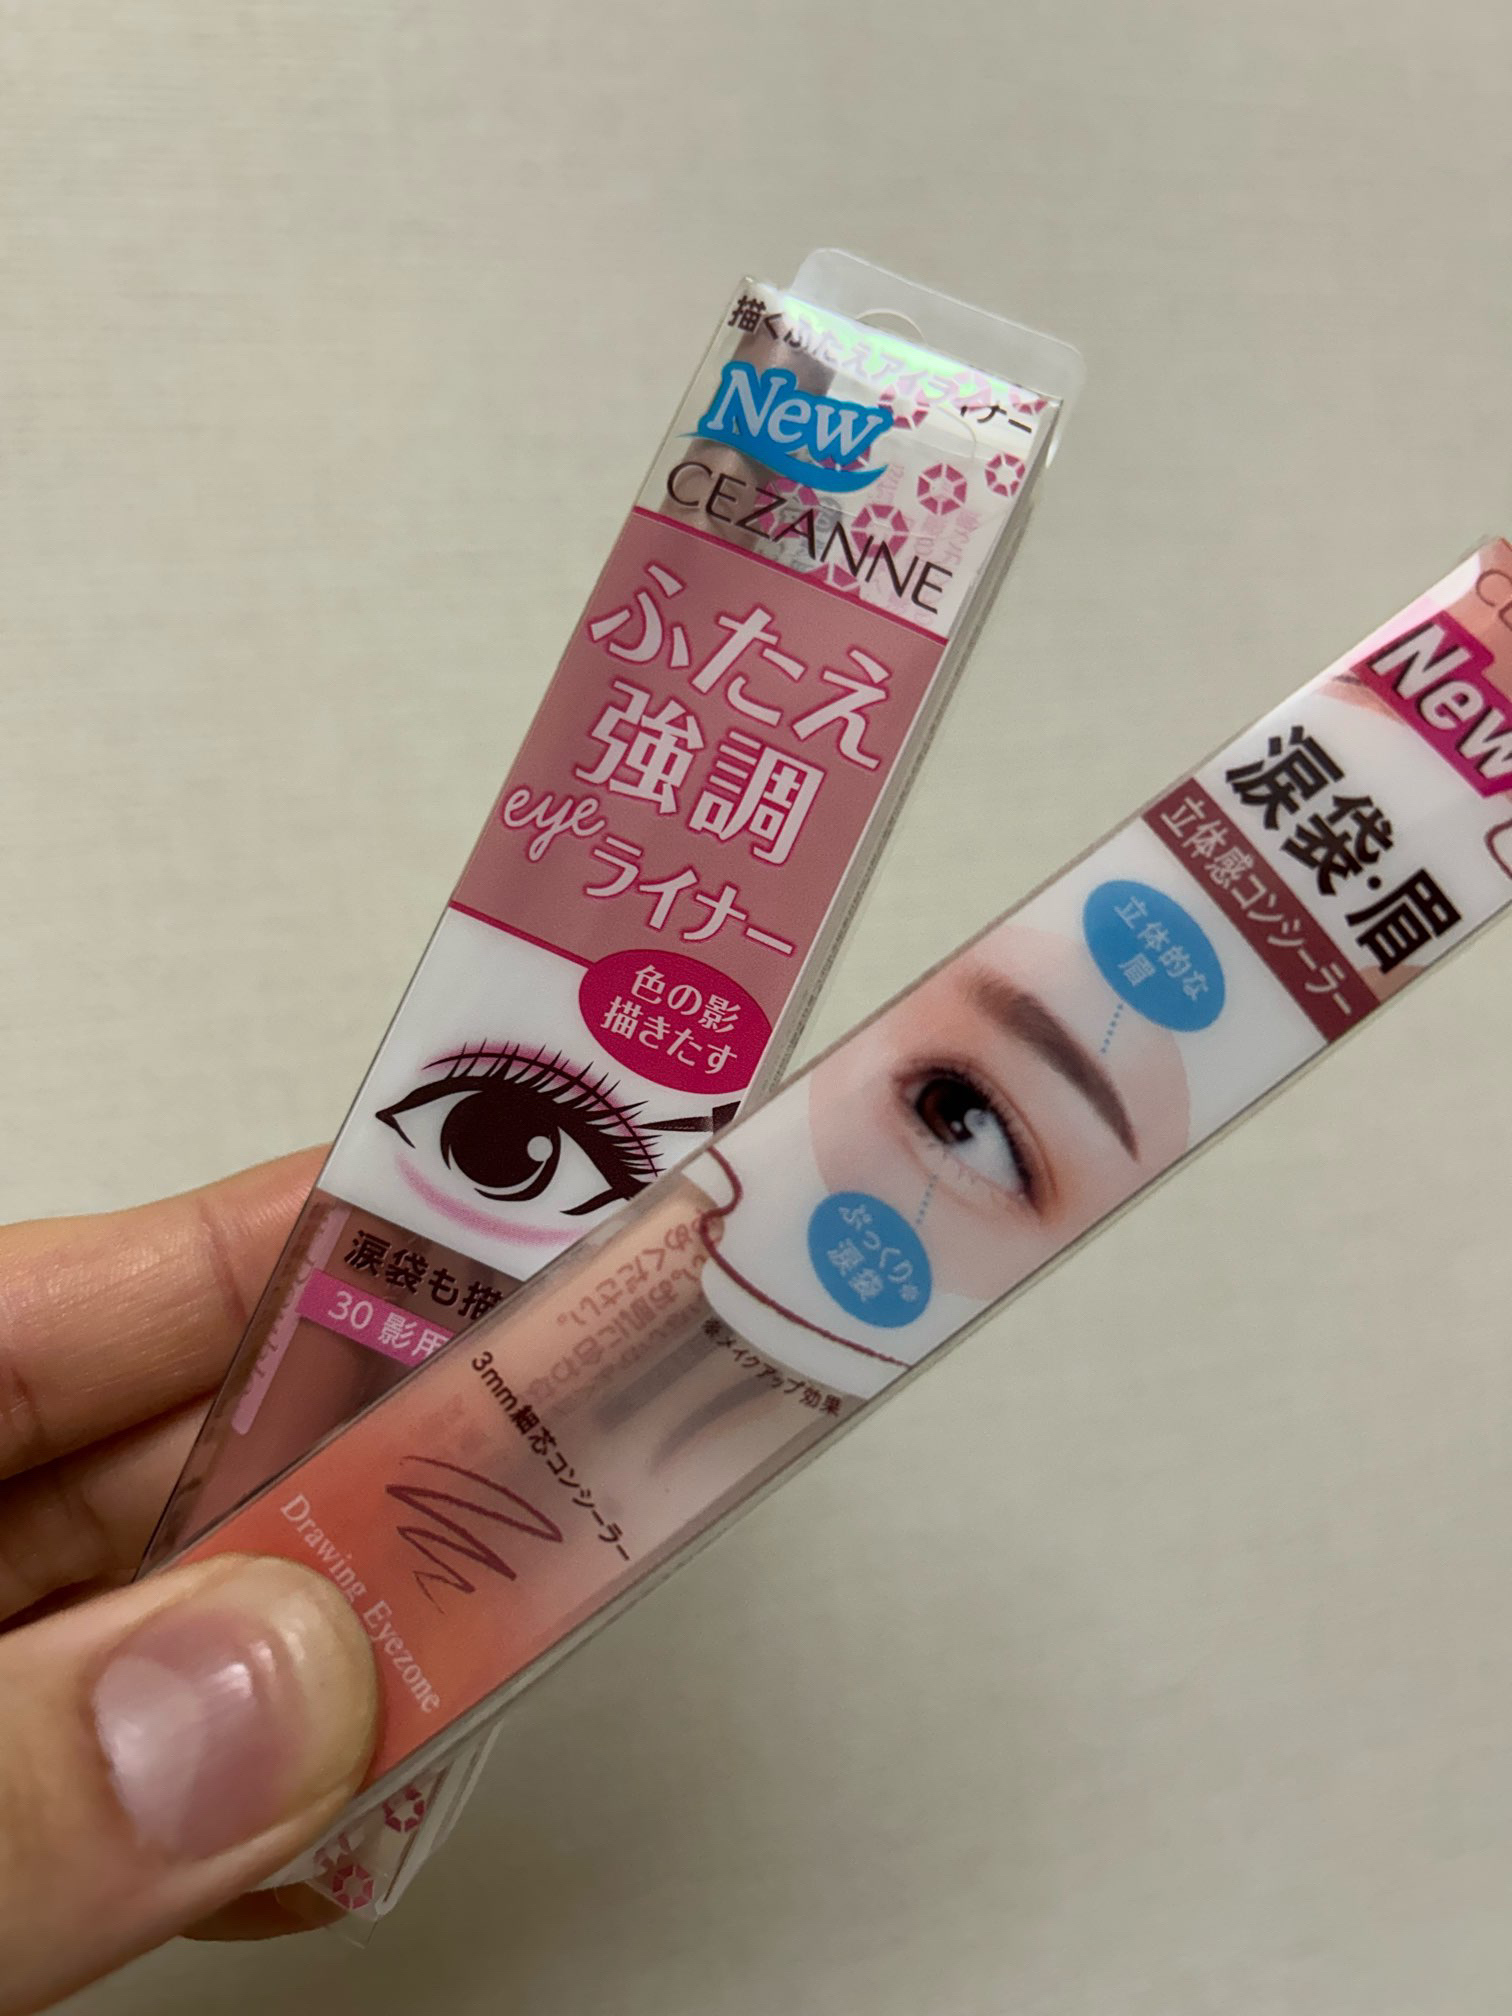 描くふたえアイライナー
New
CEZANNE
ふたえ
強調
eyeライナー
色の影
描きたす
涙袋も描
30 影用
New
涙袋・眉
立体感コンシーラー
立体的な
眉
ぷっくり※
涙袋
※メイクアップ効果
3mm細芯コンシーラー
Drawing Eyezone